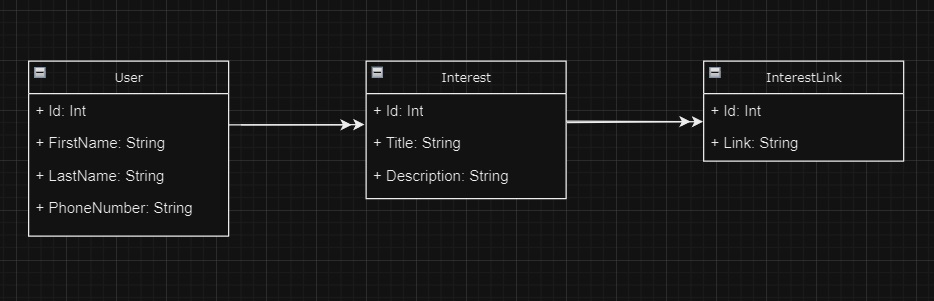 User
+ Id: Int
+ FirstName: String
+ LastName: String
+ PhoneNumber: String
Interest
+ Id: Int
+ Title: String
+ Description: String
InterestLink
+ Id: Int
+ Link: String